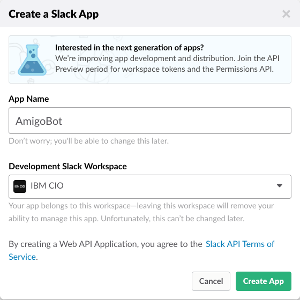 Create a Slack App
Interested in the next generation of apps?
We're improving app development and distribution. Join the API
Preview period for workspace tokens and the Permissions API.
App Name
AmigoBot
Don't worry; you'll be able to change this later.
Development Slack Workspace
IBM CIO
Your app belongs to this workspace—leaving this workspace will remove your
ability to manage this app. Unfortunately, this can't be changed later.
By creating a Web API Application, you agree to the Slack API Terms of
Service.
Cancel
Create App